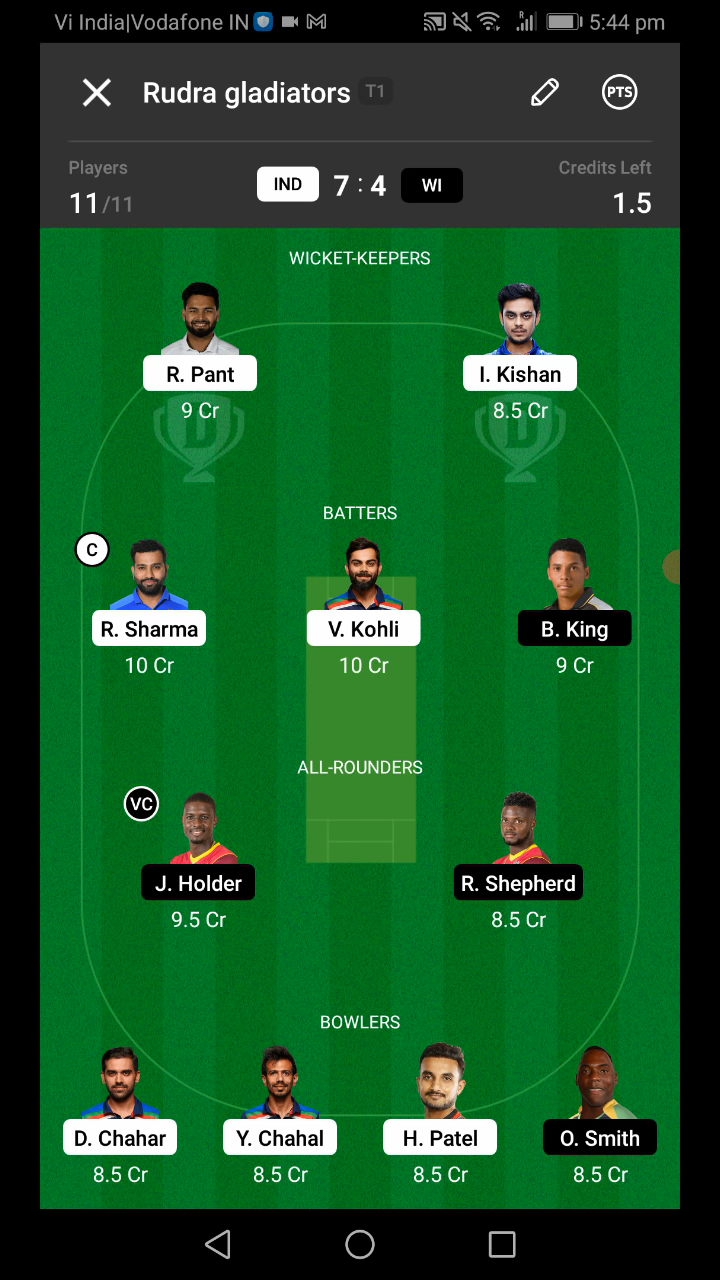 Vi India|Vodafone IN 5:44 pm
Rudra gladiators T1 PTS
Players Credits Left
11/11 IND 7 : 4 WI 1.5
WICKET-KEEPERS
R. Pant I. Kishan
9 Cr 8.5 Cr
BATTERS
C
R. Sharma V. Kohli B. King
10 Cr 10 Cr 9 Cr
ALL-ROUNDERS
VC
J. Holder R. Shepherd
9.5 Cr 8.5 Cr
BOWLERS
D. Chahar Y. Chahal H. Patel O. Smith
8.5 Cr 8.5 Cr 8.5 Cr 8.5 Cr